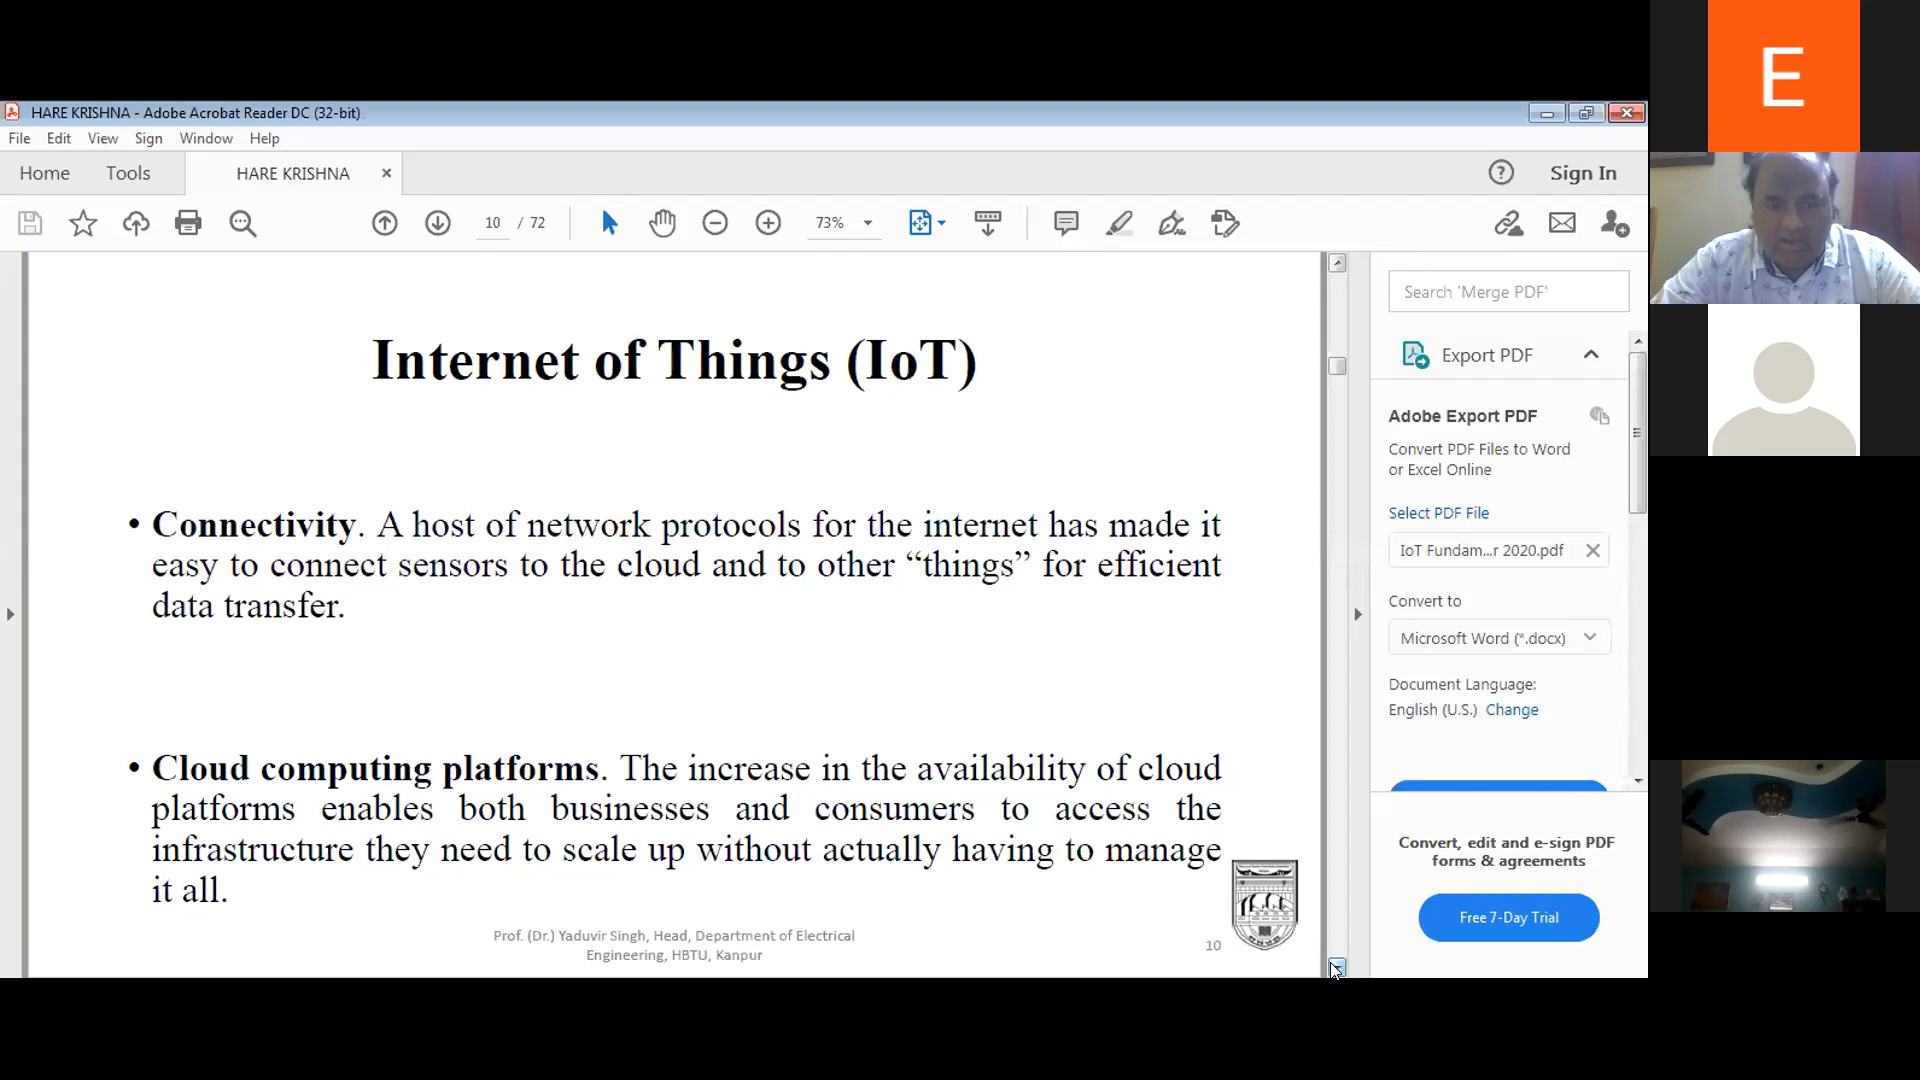 E
HARE KRISHNA - Adobe Acrobat Reader DC (32-bit)
File Edit View Sign Window Help
Home Tools HARE KRISHNA × Sign In
10 / 72 73%
Search 'Merge PDF'
Export PDF
Adobe Export PDF
Convert PDF Files to Word
or Excel Online
Select PDF File
IoT Fundam...r 2020.pdf
Convert to
Microsoft Word (*.docx)
Document Language:
English (U.S.) Change
Convert, edit and e-sign PDF
forms & agreements
Free 7-Day Trial
Internet of Things (IoT)
• Connectivity. A host of network protocols for the internet has made it
easy to connect sensors to the cloud and to other “things” for efficient
data transfer.
• Cloud computing platforms. The increase in the availability of cloud
platforms enables both businesses and consumers to access the
infrastructure they need to scale up without actually having to manage
it all.
Prof. (Dr.) Yaduvir Singh, Head, Department of Electrical
Engineering, HBTU, Kanpur
10